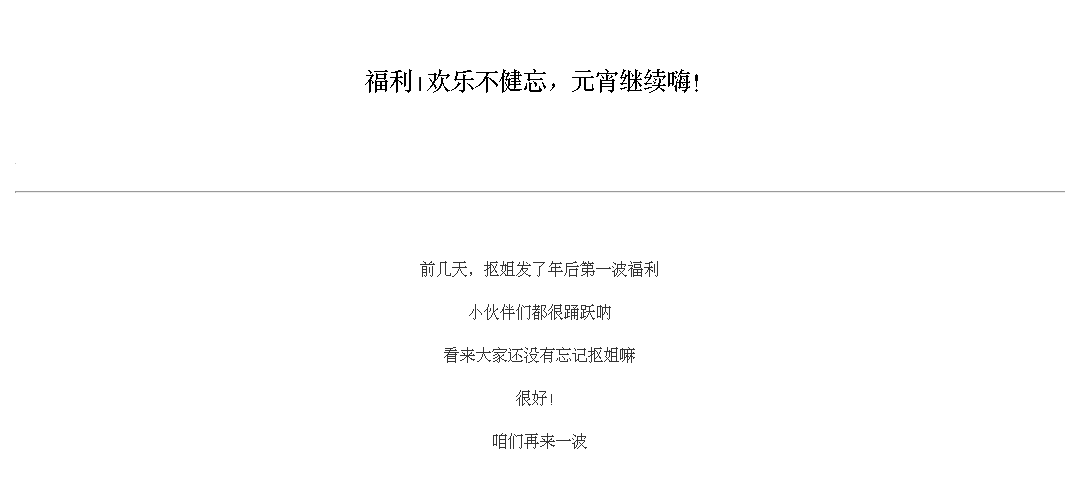 福利|欢乐不健忘，元宵继续嗨!
前几天，抠姐发了年后第一波福利
小伙伴们都很踊跃呐
看来大家还没有忘记抠姐嘛
很好!
咱们再来一波